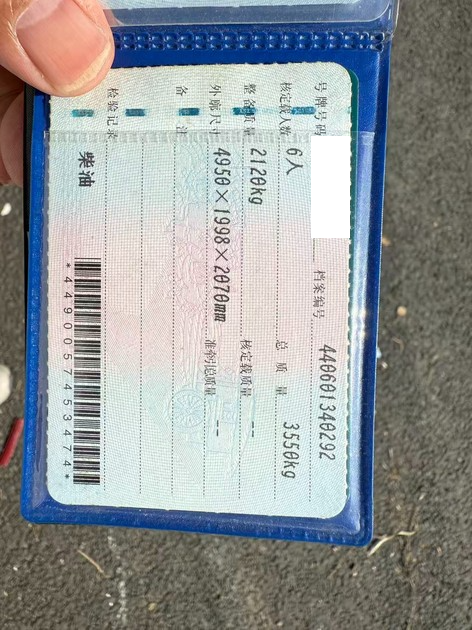 号牌号码 档案编号 440601340292
核定载人数 6人 总质量 3550kg
整备质量 2120kg 核定载质量 --
外廓尺寸 4950×1998×2070mm 准牵引总质量 --
备注
检验记录
柴油
*4490057453474*